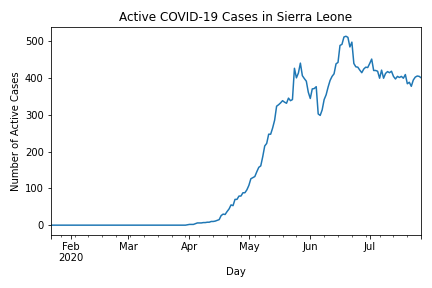 Active COVID-19 Cases in Sierra Leone
500
400
300
200
100
0
Number of Active Cases
Feb
2020
Mar
Apr
May
Jun
Jul
Day